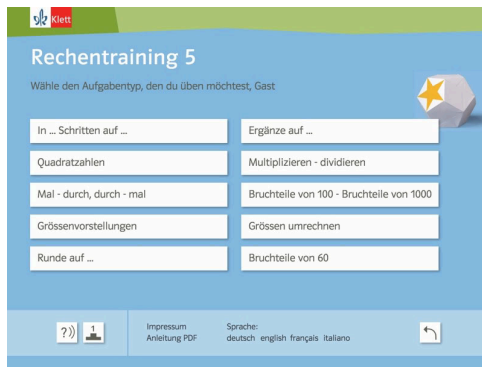 Klett
Rechentraining 5
Wähle den Aufgabentyp, den du üben möchtest, Gast
In ... Schritten auf ...
Ergänze auf ...
Quadratzahlen
Multiplizieren - dividieren
Mal - durch, durch - mal
Bruchteile von 100 - Bruchteile von 1000
Grössenvorstellungen
Grössen umrechnen
Runde auf ...
Bruchteile von 60
?))
1
Impressum
Anleitung PDF
Sprache:
deutsch english français italiano